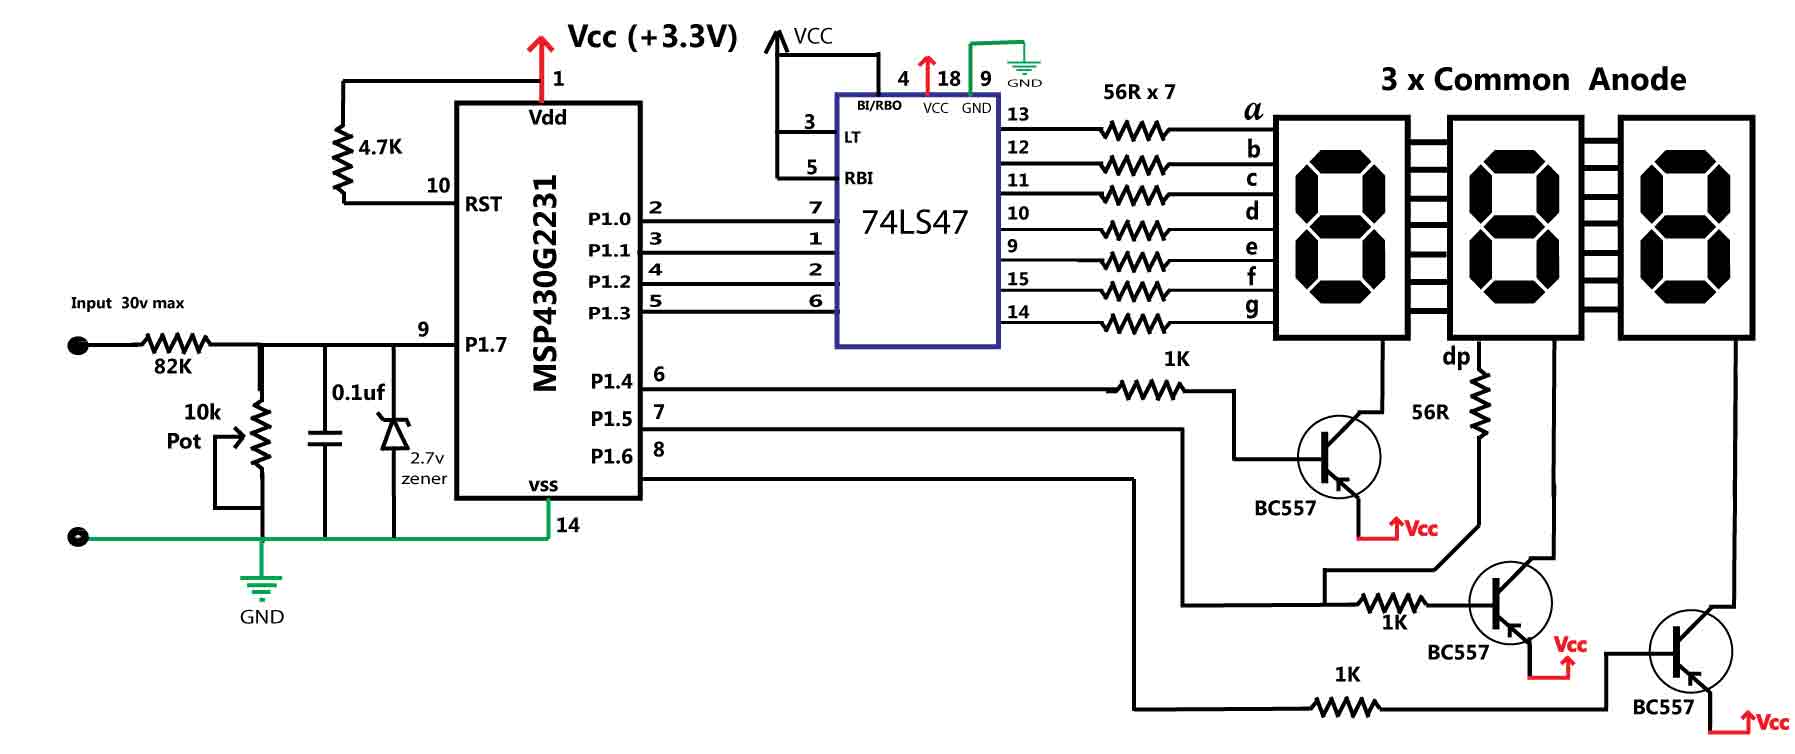 Vcc (+3.3V)
VCC
1
4
18
9
GND
3 x Common Anode
Vdd
4.7K
10
RST
MSP430G2231
BI/RBO
VCC
GND
3
LT
5
RBI
74LS47
56R x 7
13
a
12
b
11
c
10
d
9
e
15
f
14
g
P1.0
2
7
P1.1
3
1
P1.2
4
2
P1.3
5
6
Input 30v max
82K
9
P1.7
10k
Pot
0.1uf
2.7v
zener
P1.4
6
P1.5
7
P1.6
8
vss
14
GND
1K
BC557
Vcc
dp
56R
1K
BC557
Vcc
1K
BC557
Vcc